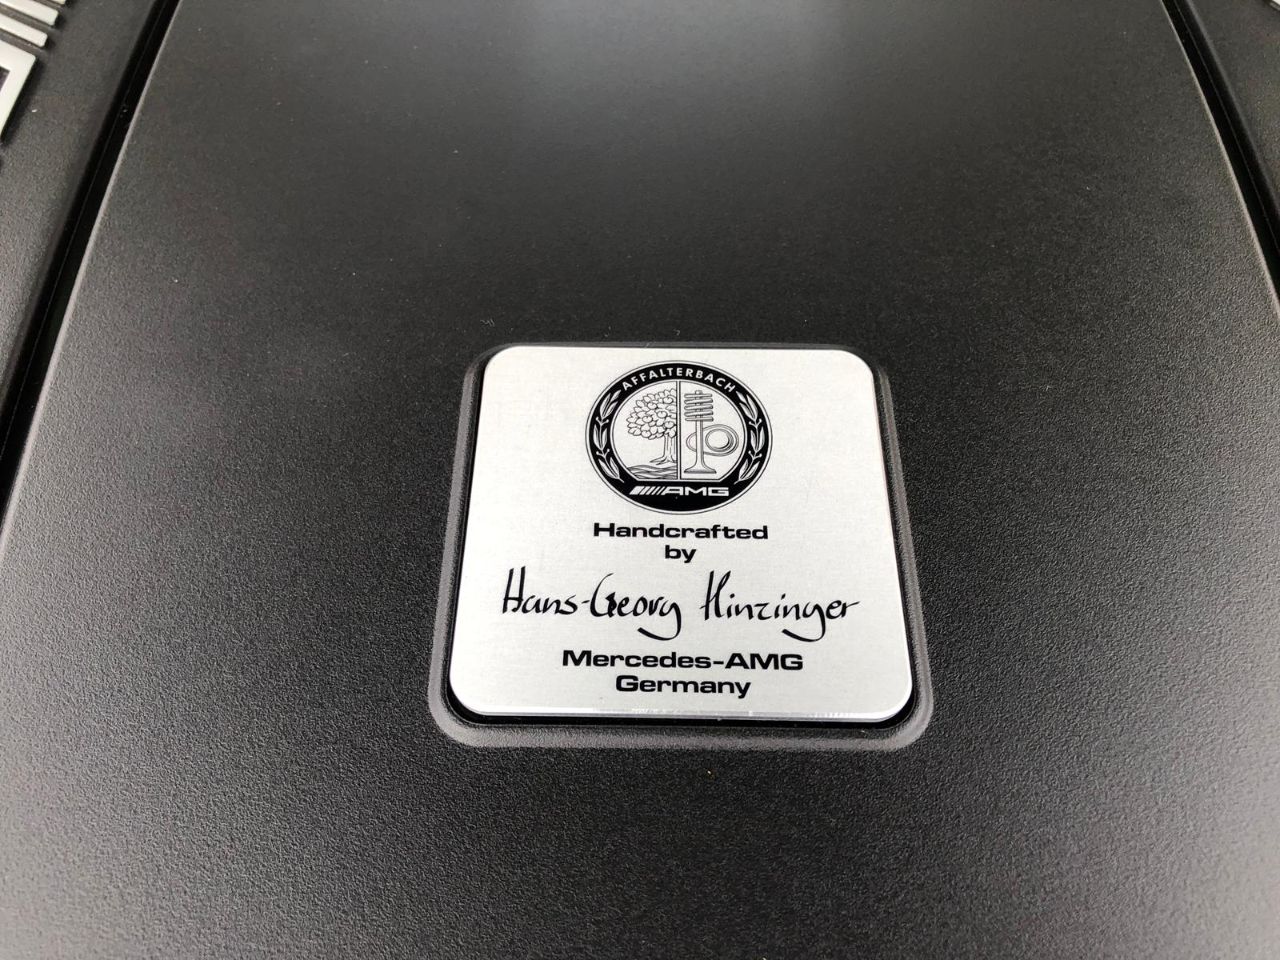 AFFALTERBACH
AMG
Handcrafted
by
Hans-Georg Hinzinger
Mercedes-AMG
Germany